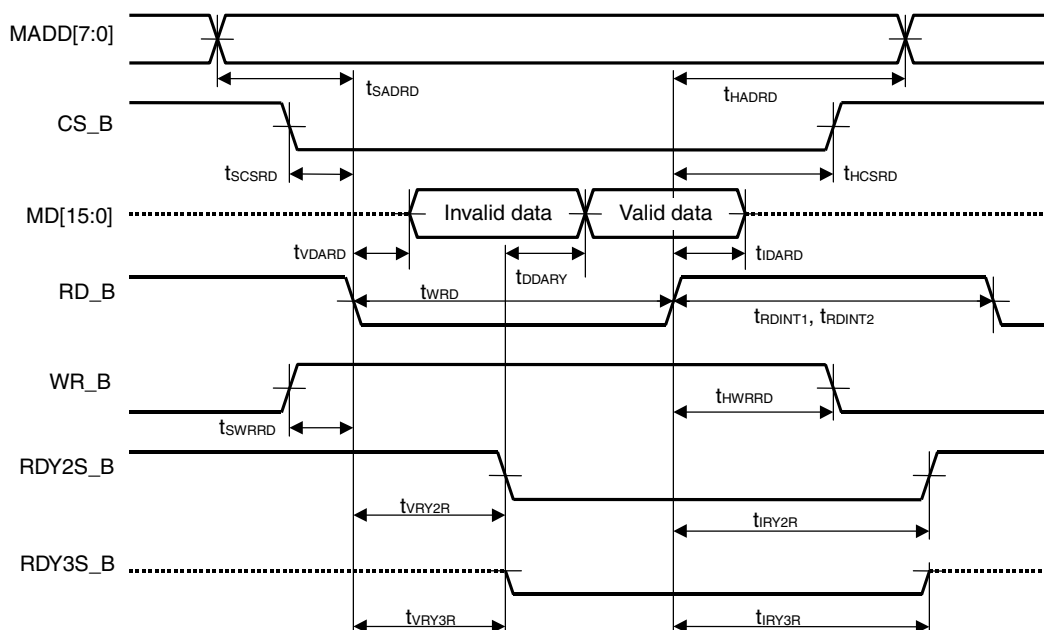 MADD[7:0]
tSADRD
tHADRD
CS_B
tSCSRD
tHCSRD
MD[15:0]
Invalid data
Valid data
tVDARD
tDDARY
tIDARD
RD_B
tWRD
tRDINT1, tRDINT2
WR_B
tHWRRD
tSWRRD
RDY2S_B
tVRY2R
tIRY2R
RDY3S_B
tVRY3R
tIRY3R